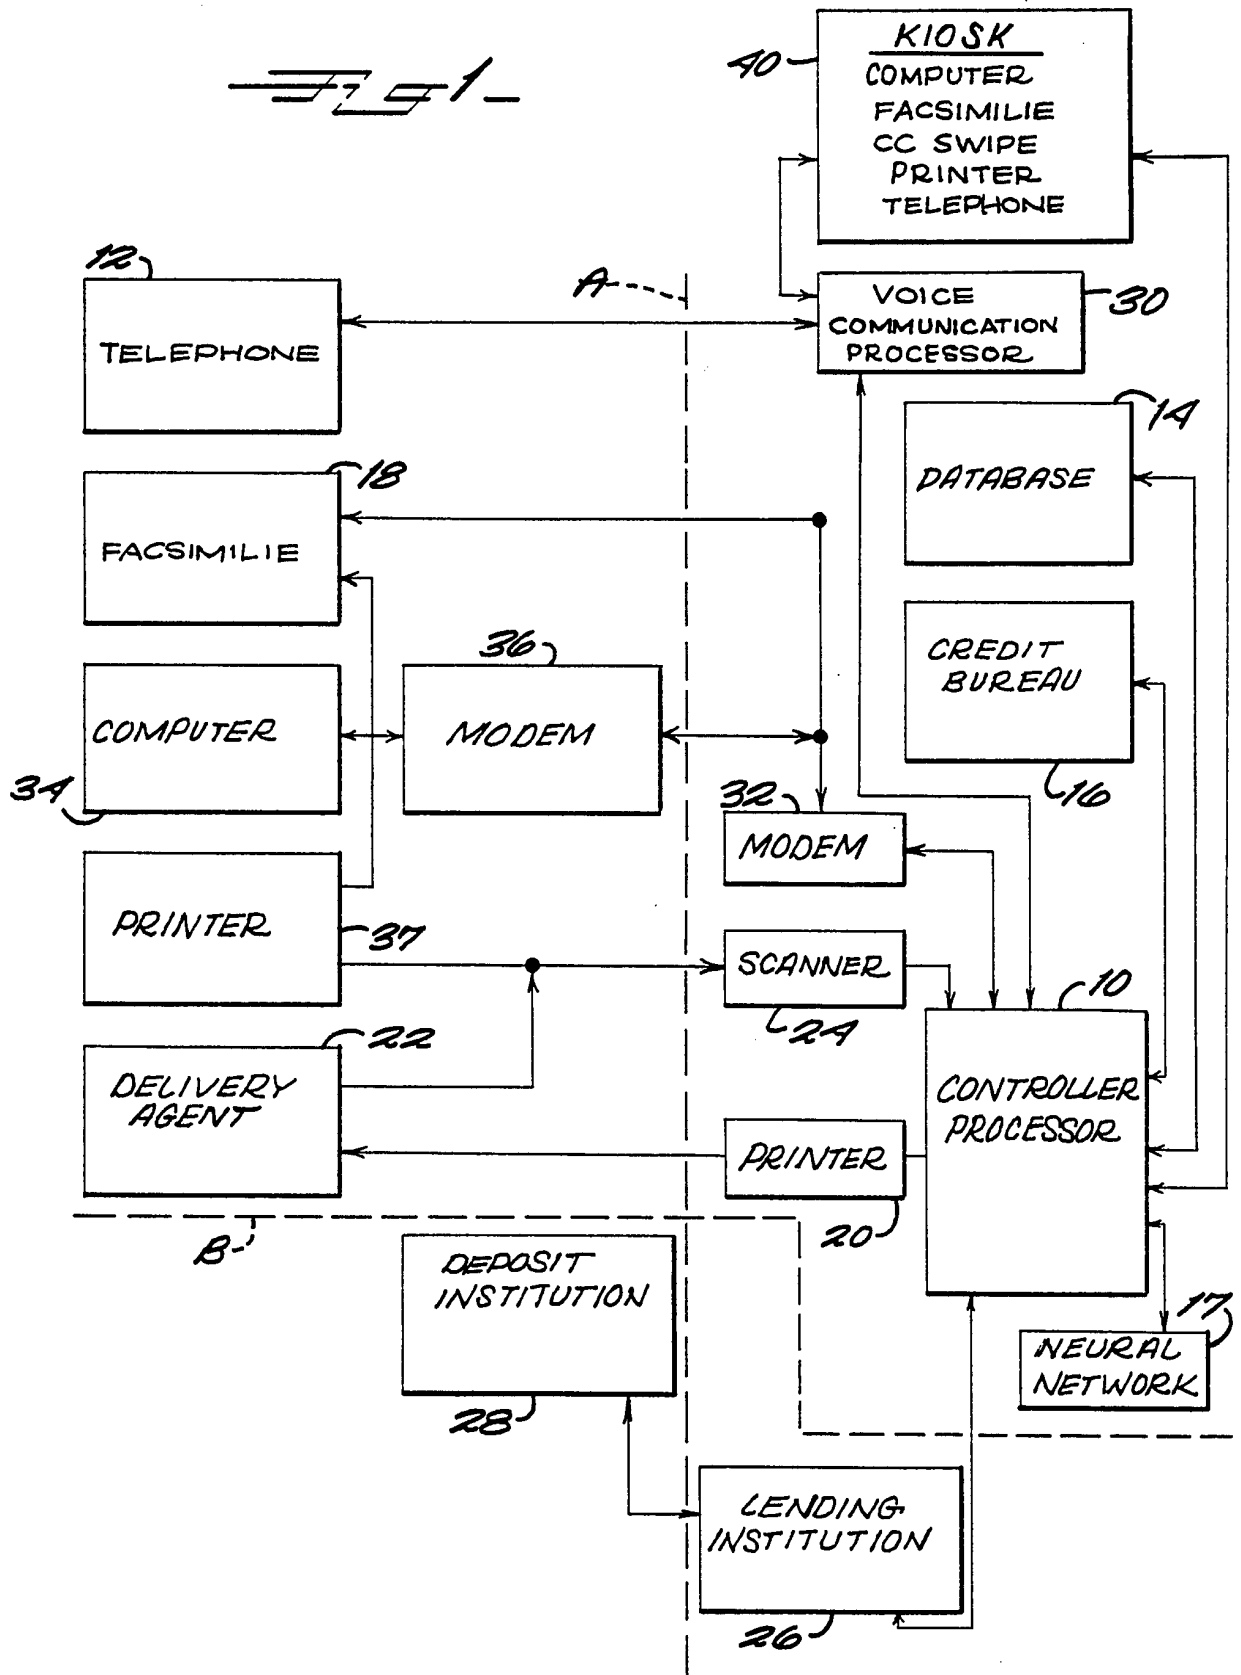 Fig 1
40
KIOSK
COMPUTER
FACSIMILIE
CC SWIPE
PRINTER
TELEPHONE
12
TELEPHONE
A
VOICE
COMMUNICATION
PROCESSOR
30
14
DATABASE
18
FACSIMILIE
CREDIT
BUREAU
16
36
MODEM
COMPUTER
34
32
MODEM
PRINTER
37
SCANNER
24
10
CONTROLLER
PROCESSOR
22
DELIVERY
AGENT
PRINTER
20
B
DEPOSIT
INSTITUTION
28
17
NEURAL
NETWORK
LENDING
INSTITUTION
26